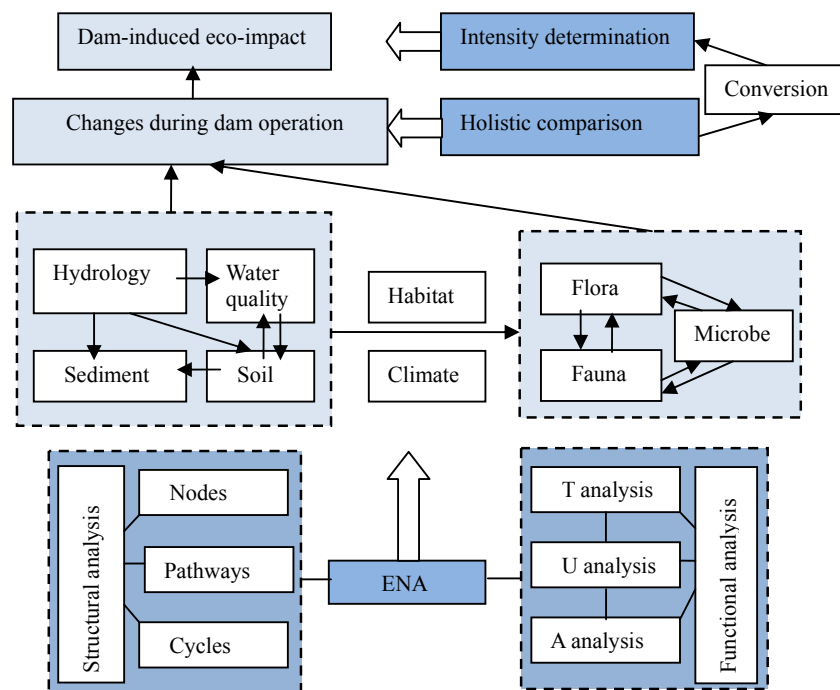 Dam-induced eco-impact
Intensity determination
Conversion
Changes during dam operation
Holistic comparison
Hydrology
Water
quality
Sediment
Soil
Habitat
Climate
Flora
Microbe
Fauna
Structural analysis
Nodes
Pathways
Cycles
ENA
T analysis
U analysis
A analysis
Functional analysis